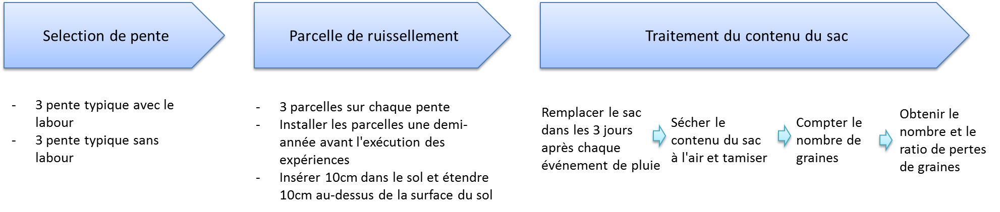 Selection de pente
Parcelle de ruissellement
Traitement du contenu du sac
- 3 pente typique avec le
labour
- 3 pente typique sans
labour
- 3 parcelles sur chaque pente
- Installer les parcelles une demi-
année avant l'exécution des
expériences
- Insérer 10cm dans le sol et étendre
10cm au-dessus de la surface du sol
Remplacer le sac
dans les 3 jours
après chaque
événement de pluie
Sécher le
contenu du sac
à l'air et tamiser
Compter le
nombre de
graines
Obtenir le
nombre et le
ratio de pertes
de graines